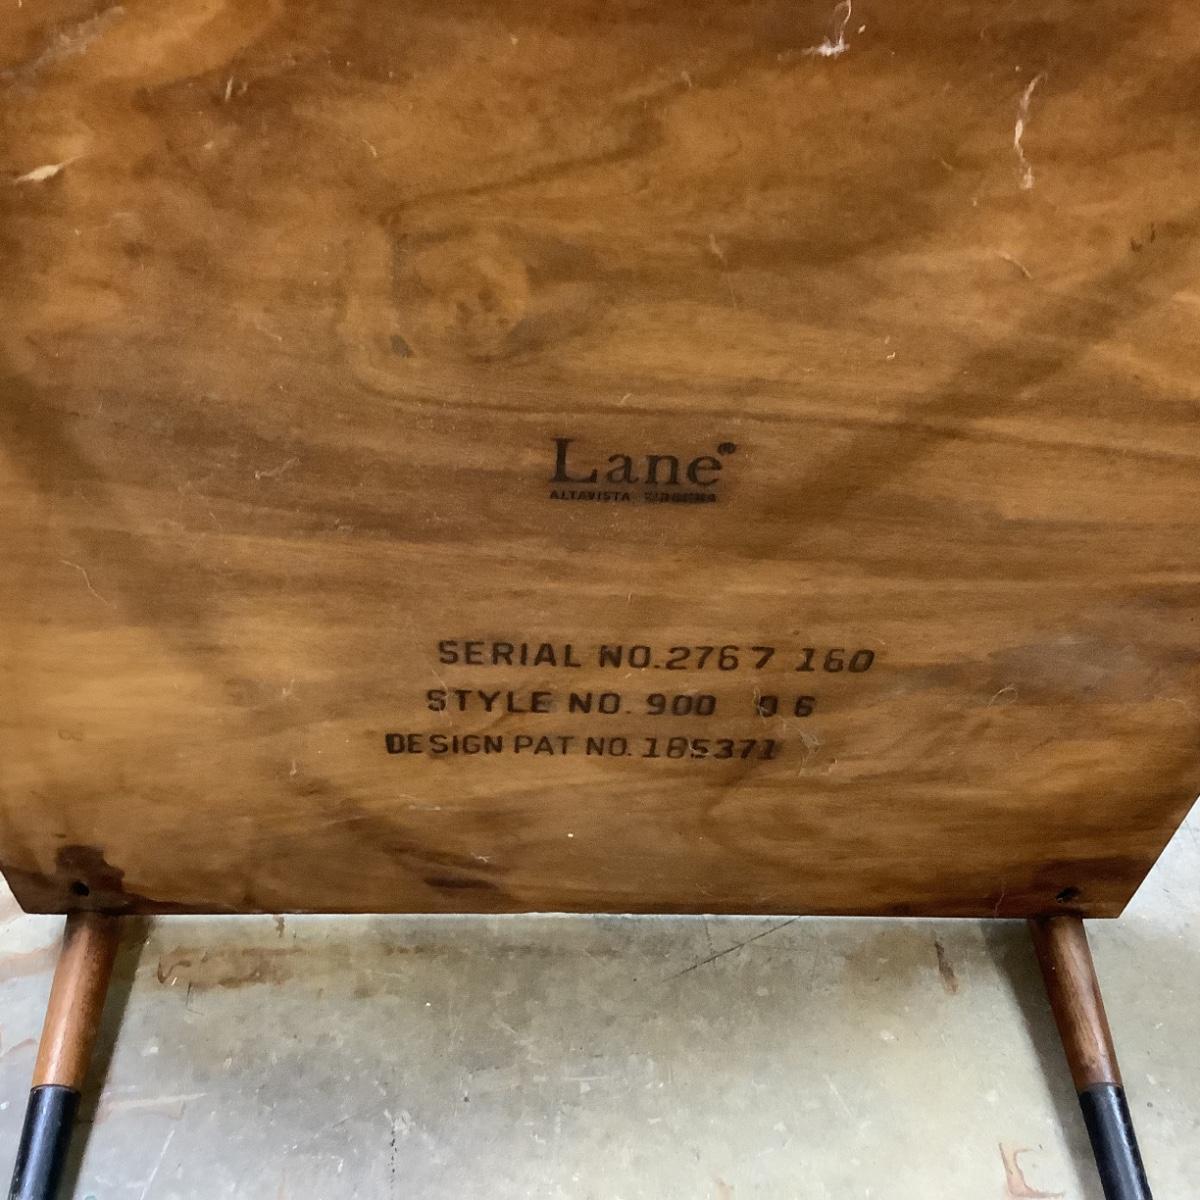 Lane®
ALTAVISTA VIRGINIA
SERIAL NO. 2767 160
STYLE NO. 900 06
DESIGN PAT NO. 185371